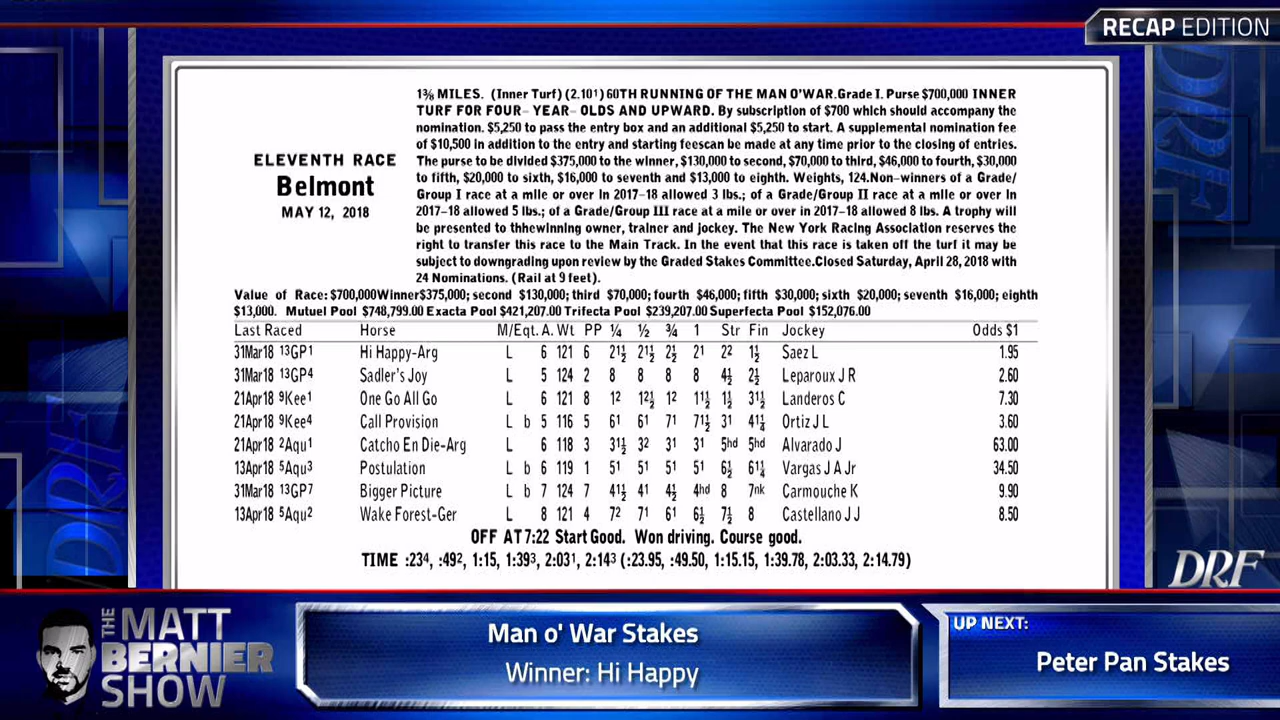 RECAP EDITION
1⅜ MILES. (Inner Turf) (2.101) 60TH RUNNING OF THE MAN O'WAR.Grade I. Purse $700,000 INNER
TURF FOR FOUR- YEAR- OLDS AND UPWARD. By subscription of $700 which should accompany the
nomination. $5,250 to pass the entry box and an additional $5,250 to start. A supplemental nomination fee
of $10,500 in addition to the entry and starting feescan be made at any time prior to the closing of entries.
ELEVENTH RACE
The purse to be divided $375,000 to the winner, $130,000 to second, $70,000 to third, $46,000 to fourth, $30,000
Belmont
to fifth, $20,000 to sixth, $16,000 to seventh and $13,000 to eighth. Weights, 124.Non-winners of a Grade/
Group I race at a mile or over In 2017-18 allowed 3 lbs.; of a Grade/Group II race at a mile or over In
MAY 12, 2018
2017-18 allowed 5 lbs.; of a Grade/Group III race at a mile or over in 2017-18 allowed 8 lbs. A trophy will
be presented to thhewinning owner, trainer and jockey. The New York Racing Association reserves the
right to transfer this race to the Main Track. In the event that this race is taken off the turf it may be
subject to downgrading upon review by the Graded Stakes Committee.Closed Saturday, April 28, 2018 with
24 Nominations. (Rail at 9 feet).
Value of Race: $700,000Winner$375,000; second $130,000; third $70,000; fourth $46,000; fifth $30,000; sixth $20,000; seventh $16,000; eighth
$13,000. Mutuel Pool $748,799.00 Exacta Pool $421,207.00 Trifecta Pool $239,207.00 Superfecta Pool $152,076.00
Last Raced Horse M/Eqt. A. Wt PP ¼ ½ ¾ 1 Str Fin Jockey Odds $1
31Mar18 13GP1 Hi Happy-Arg L 6 121 6 21½ 21½ 2½ 21 22 1½ Saez L 1.95
31Mar18 13GP4 Sadler's Joy L 5 124 2 8 8 8 8 4½ 2½ Leparoux J R 2.60
21Apr18 9Kee1 One Go All Go L 6 121 8 12 12½ 12 11½ 1½ 31½ Landeros C 7.30
21Apr18 9Kee4 Call Provision L b 5 116 5 61 61 71 71½ 31 41¼ Ortiz J L 3.60
21Apr18 2Aqu1 Catcho En Die-Arg L 6 118 3 31½ 32 31 31 5hd 5hd Alvarado J 63.00
13Apr18 5Aqu3 Postulation L b 6 119 1 51 51 51 51 6½ 61¼ Vargas J A Jr 34.50
31Mar18 13GP7 Bigger Picture L b 7 124 7 41½ 41 4½ 4hd 8 7nk Carmouche K 9.90
13Apr18 5Aqu2 Wake Forest-Ger L 8 121 4 72 71 61 6½ 7½ 8 Castellano J J 8.50
OFF AT 7:22 Start Good. Won driving. Course good.
TIME :234, :492, 1:15, 1:393, 2:031, 2:143 (:23.95, :49.50, 1:15.15, 1:39.78, 2:03.33, 2:14.79)
DRF
DRF
DRF
THE MATT
BERNIER
SHOW
Man o' War Stakes
Winner: Hi Happy
UP NEXT:
Peter Pan Stakes